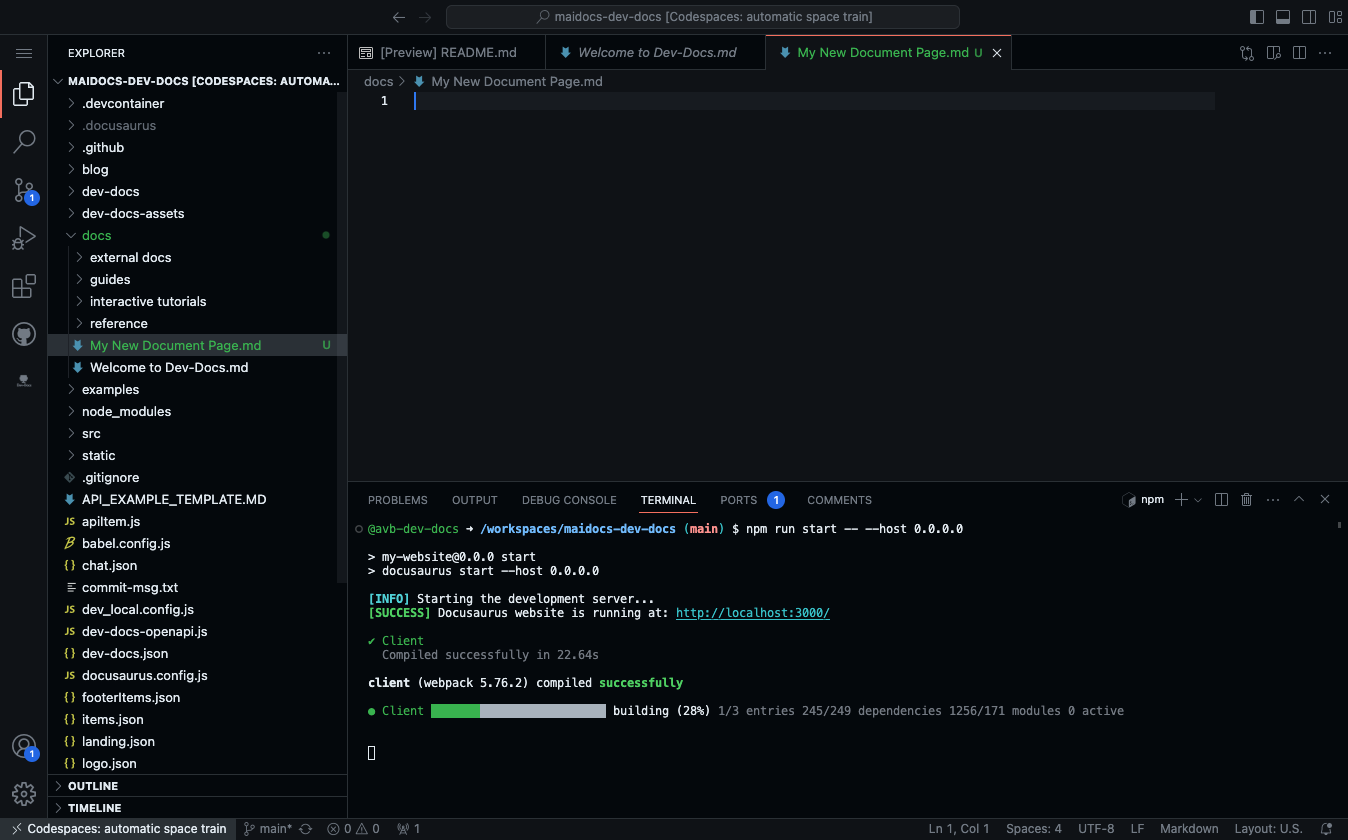 maidocs-dev-docs [Codespaces: automatic space train]
EXPLORER
[Preview] README.md
Welcome to Dev-Docs.md
My New Document Page.md U
MAIDOCS-DEV-DOCS [CODESPACES: AUTOMA...
docs > My New Document Page.md
1
.devcontainer
.docusaurus
.github
blog
dev-docs
dev-docs-assets
docs
external docs
guides
interactive tutorials
reference
My New Document Page.md U
Welcome to Dev-Docs.md
examples
node_modules
src
static
.gitignore
API_EXAMPLE_TEMPLATE.MD
JS apiItem.js
babel.config.js
{} chat.json
commit-msg.txt
JS dev_local.config.js
JS dev-docs-openapi.js
{} dev-docs.json
JS docusaurus.config.js
{} footerItems.json
{} items.json
{} landing.json
{} logo.json
OUTLINE
TIMELINE
1
1
PROBLEMS OUTPUT DEBUG CONSOLE TERMINAL PORTS 1 COMMENTS
npm
@avb-dev-docs ➜ /workspaces/maidocs-dev-docs (main) $ npm run start -- --host 0.0.0.0
> my-website@0.0.0 start
> docusaurus start --host 0.0.0.0
[INFO] Starting the development server...
[SUCCESS] Docusaurus website is running at: http://localhost:3000/
✔ Client
Compiled successfully in 22.64s
client (webpack 5.76.2) compiled successfully
● Client building (28%) 1/3 entries 245/249 dependencies 1256/171 modules 0 active
Codespaces: automatic space train main* 0 0 1 Ln 1, Col 1 Spaces: 4 UTF-8 LF Markdown Layout: U.S.